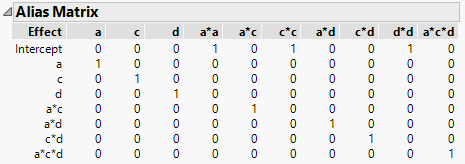 Alias Matrix
Effect a c d a*a a*c c*c a*d c*d d*d a*c*d
Intercept 0 0 0 1 0 1 0 0 1 0
a 1 0 0 0 0 0 0 0 0 0
c 0 1 0 0 0 0 0 0 0 0
d 0 0 1 0 0 0 0 0 0 0
a*c 0 0 0 0 1 0 0 0 0 0
a*d 0 0 0 0 0 0 1 0 0 0
c*d 0 0 0 0 0 0 0 1 0 0
a*c*d 0 0 0 0 0 0 0 0 0 1